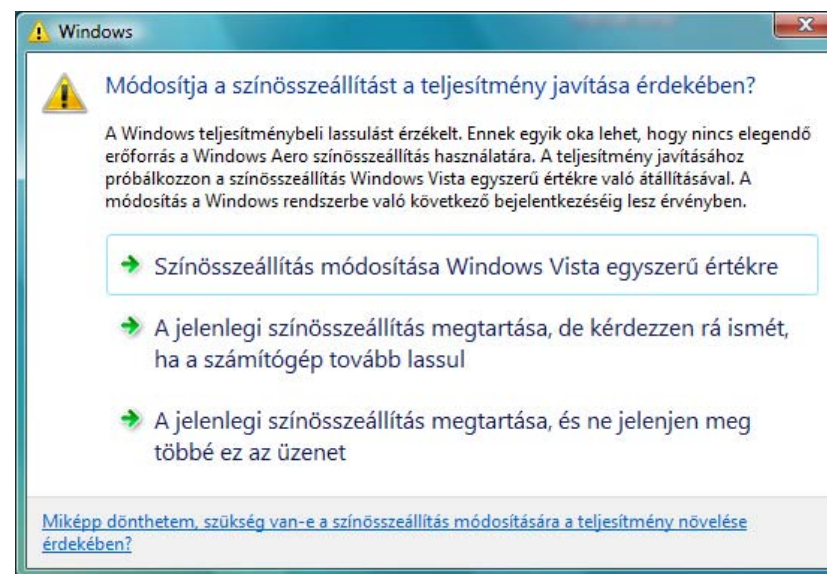 Windows
Módosítja a színösszeállítást a teljesítmény javítása érdekében?
A Windows teljesítménybeli lassulást érzékelt. Ennek egyik oka lehet, hogy nincs elegendő
erőforrás a Windows Aero színösszeállítás használatára. A teljesítmény javításához
próbálkozzon a színösszeállítás Windows Vista egyszerű értékre való átállításával. A
módosítás a Windows rendszerbe való következő bejelentkezéséig lesz érvényben.
Színösszeállítás módosítása Windows Vista egyszerű értékre
A jelenlegi színösszeállítás megtartása, de kérdezzen rá ismét,
ha a számítógép tovább lassul
A jelenlegi színösszeállítás megtartása, és ne jelenjen meg
többé ez az üzenet
Miképp dönthetem, szükség van-e a színösszeállítás módosítására a teljesítmény növelése
érdekében?